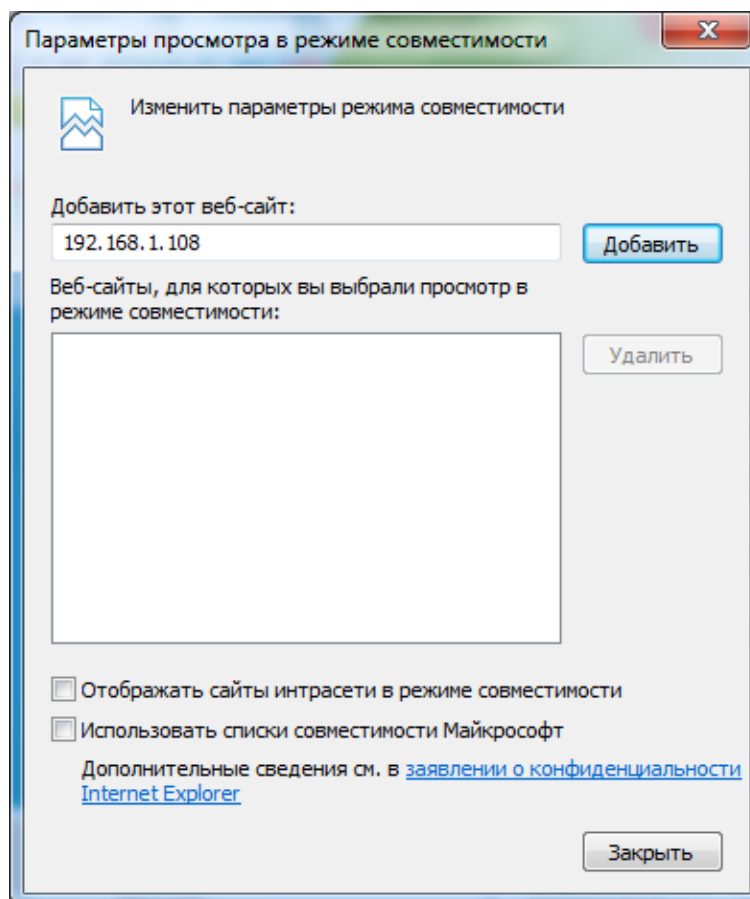 Параметры просмотра в режиме совместимости
Изменить параметры режима совместимости
Добавить этот веб-сайт:
192.168.1.108
Добавить
Веб-сайты, для которых вы выбрали просмотр в
режиме совместимости:
Удалить
Отображать сайты интрасети в режиме совместимости
Использовать списки совместимости Майкрософт
Дополнительные сведения см. в заявлении о конфиденциальности
Internet Explorer
Закрыть